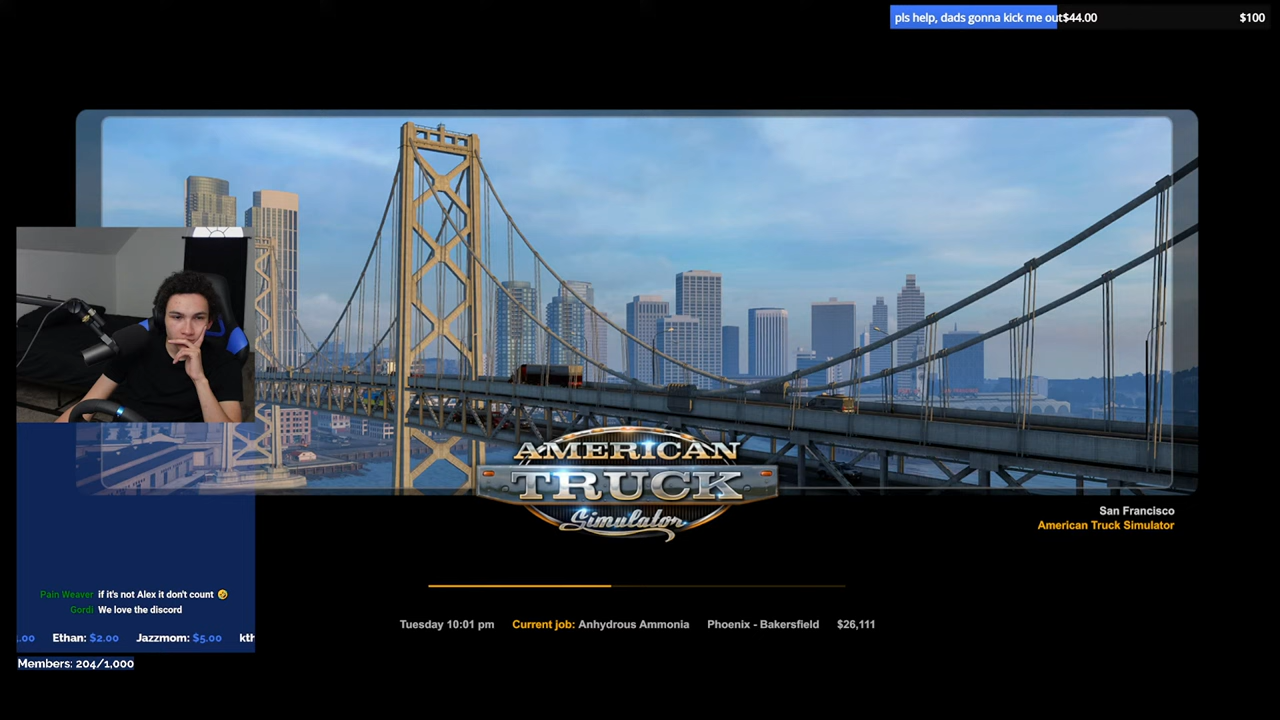 pls help, dads gonna kick me out$44.00 $100
AMERICAN
TRUCK
Simulator
San Francisco
American Truck Simulator
Pain Weaver if it's not Alex it don't count 🤣
Gordi We love the discord
.00 Ethan: $2.00 Jazzmom: $5.00 kth
Members: 204/1,000
Tuesday 10:01 pm Current job: Anhydrous Ammonia Phoenix - Bakersfield $26,111